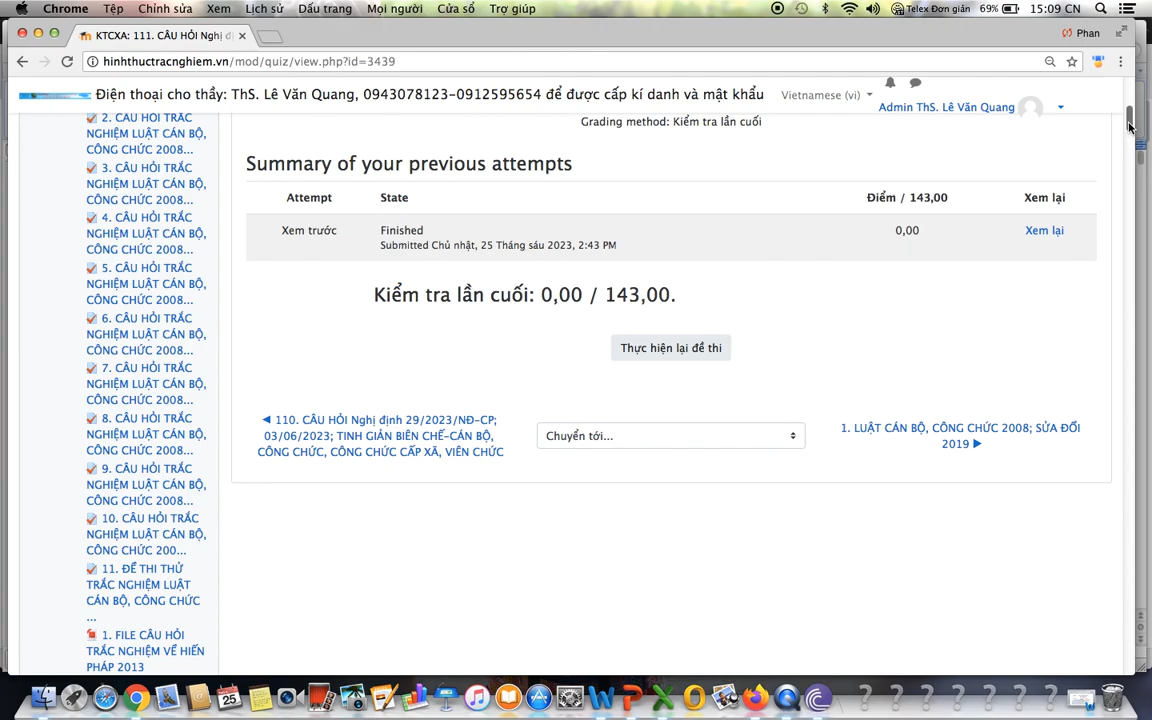 Chrome Tệp Chỉnh sửa Xem Lịch sử Dấu trang Mọi người Cửa sổ Trợ giúp Telex Đơn giản 69% 15:09 CN
KTCXA: 111. CÂU HỎI Nghị đ
Phan
hinhthuctracnghiem.vn/mod/quiz/view.php?id=3439
Điện thoại cho thầy: ThS. Lê Văn Quang, 0943078123-0912595654 để được cấp kí danh và mật khẩu
Vietnamese (vi)
Admin ThS. Lê Văn Quang
2. CÂU HỎI TRẮC
NGHIỆM LUẬT CÁN BỘ,
CÔNG CHỨC 2008...
3. CÂU HỎI TRẮC
NGHIỆM LUẬT CÁN BỘ,
CÔNG CHỨC 2008...
4. CÂU HỎI TRẮC
NGHIỆM LUẬT CÁN BỘ,
CÔNG CHỨC 2008...
5. CÂU HỎI TRẮC
NGHIỆM LUẬT CÁN BỘ,
CÔNG CHỨC 2008...
6. CÂU HỎI TRẮC
NGHIỆM LUẬT CÁN BỘ,
CÔNG CHỨC 2008...
7. CÂU HỎI TRẮC
NGHIỆM LUẬT CÁN BỘ,
CÔNG CHỨC 2008...
8. CÂU HỎI TRẮC
NGHIỆM LUẬT CÁN BỘ,
CÔNG CHỨC 2008...
9. CÂU HỎI TRẮC
NGHIỆM LUẬT CÁN BỘ,
CÔNG CHỨC 2008...
10. CÂU HỎI TRẮC
NGHIỆM LUẬT CÁN BỘ,
CÔNG CHỨC 200...
11. ĐỀ THI THỬ
TRẮC NGHIỆM LUẬT
CÁN BỘ, CÔNG CHỨC
...
1. FILE CÂU HỎI
TRẮC NGHIỆM VỀ HIẾN
PHÁP 2013
Grading method: Kiểm tra lần cuối
Summary of your previous attempts
Attempt State Điểm / 143,00 Xem lại
Xem trước Finished 0,00 Xem lại
Submitted Chủ nhật, 25 Tháng sáu 2023, 2:43 PM
Kiểm tra lần cuối: 0,00 / 143,00.
Thực hiện lại đề thi
◀ 110. CÂU HỎI Nghị định 29/2023/NĐ-CP;
03/06/2023; TINH GIẢN BIÊN CHẾ-CÁN BỘ,
CÔNG CHỨC, CÔNG CHỨC CẤP XÃ, VIÊN CHỨC
Chuyển tới...
1. LUẬT CÁN BỘ, CÔNG CHỨC 2008; SỬA ĐỔI
2019 ▶
25